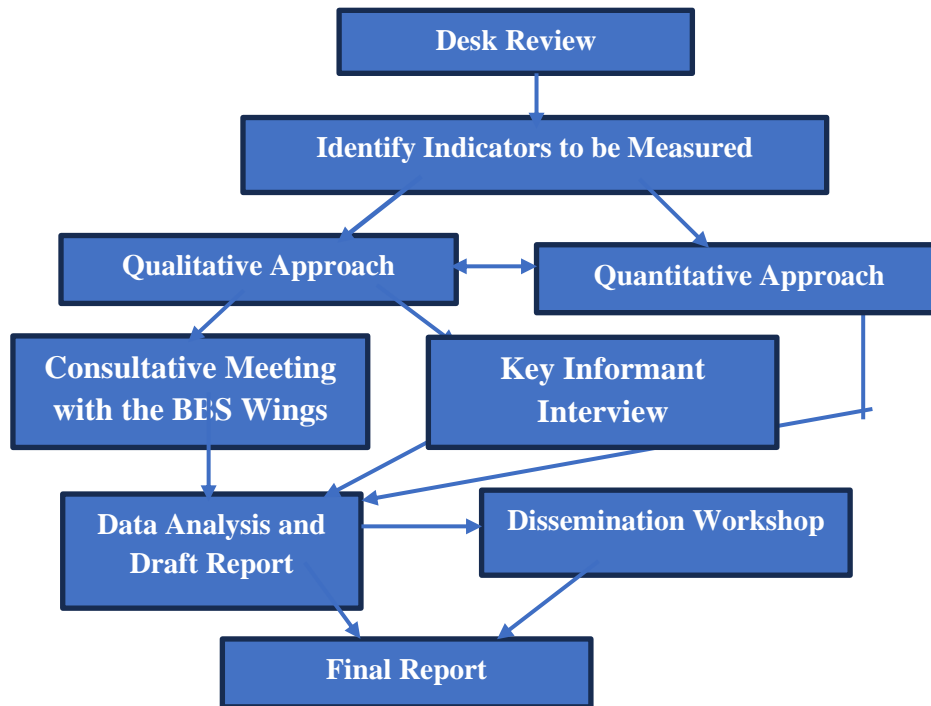 Desk Review
Identify Indicators to be Measured
Qualitative Approach
Quantitative Approach
Consultative Meeting
with the BBS Wings
Key Informant
Interview
Data Analysis and
Draft Report
Dissemination Workshop
Final Report